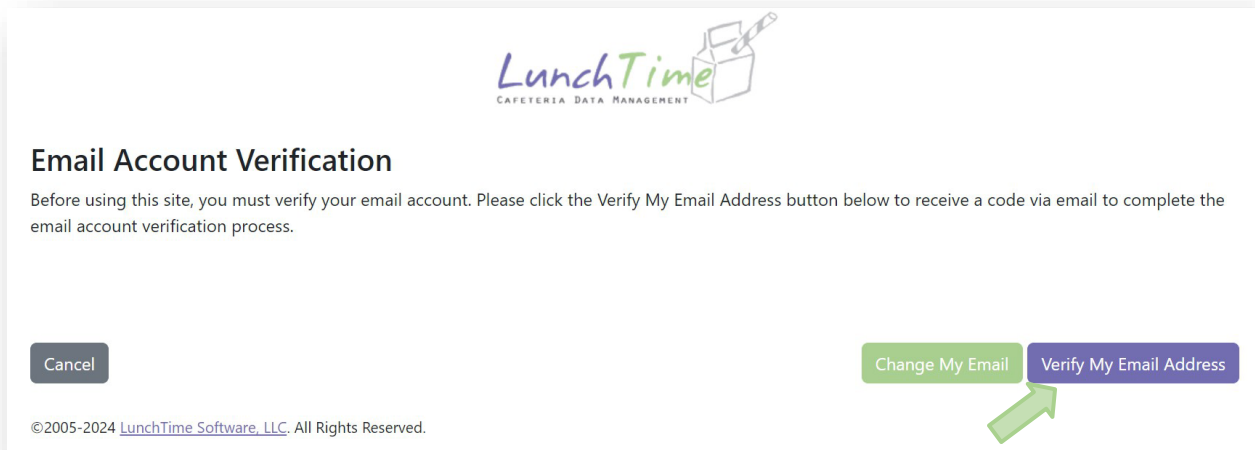 LunchTime
CAFETERIA DATA MANAGEMENT
Email Account Verification
Before using this site, you must verify your email account. Please click the Verify My Email Address button below to receive a code via email to complete the
email account verification process.
Cancel
Change My Email
Verify My Email Address
©2005-2024 LunchTime Software, LLC. All Rights Reserved.